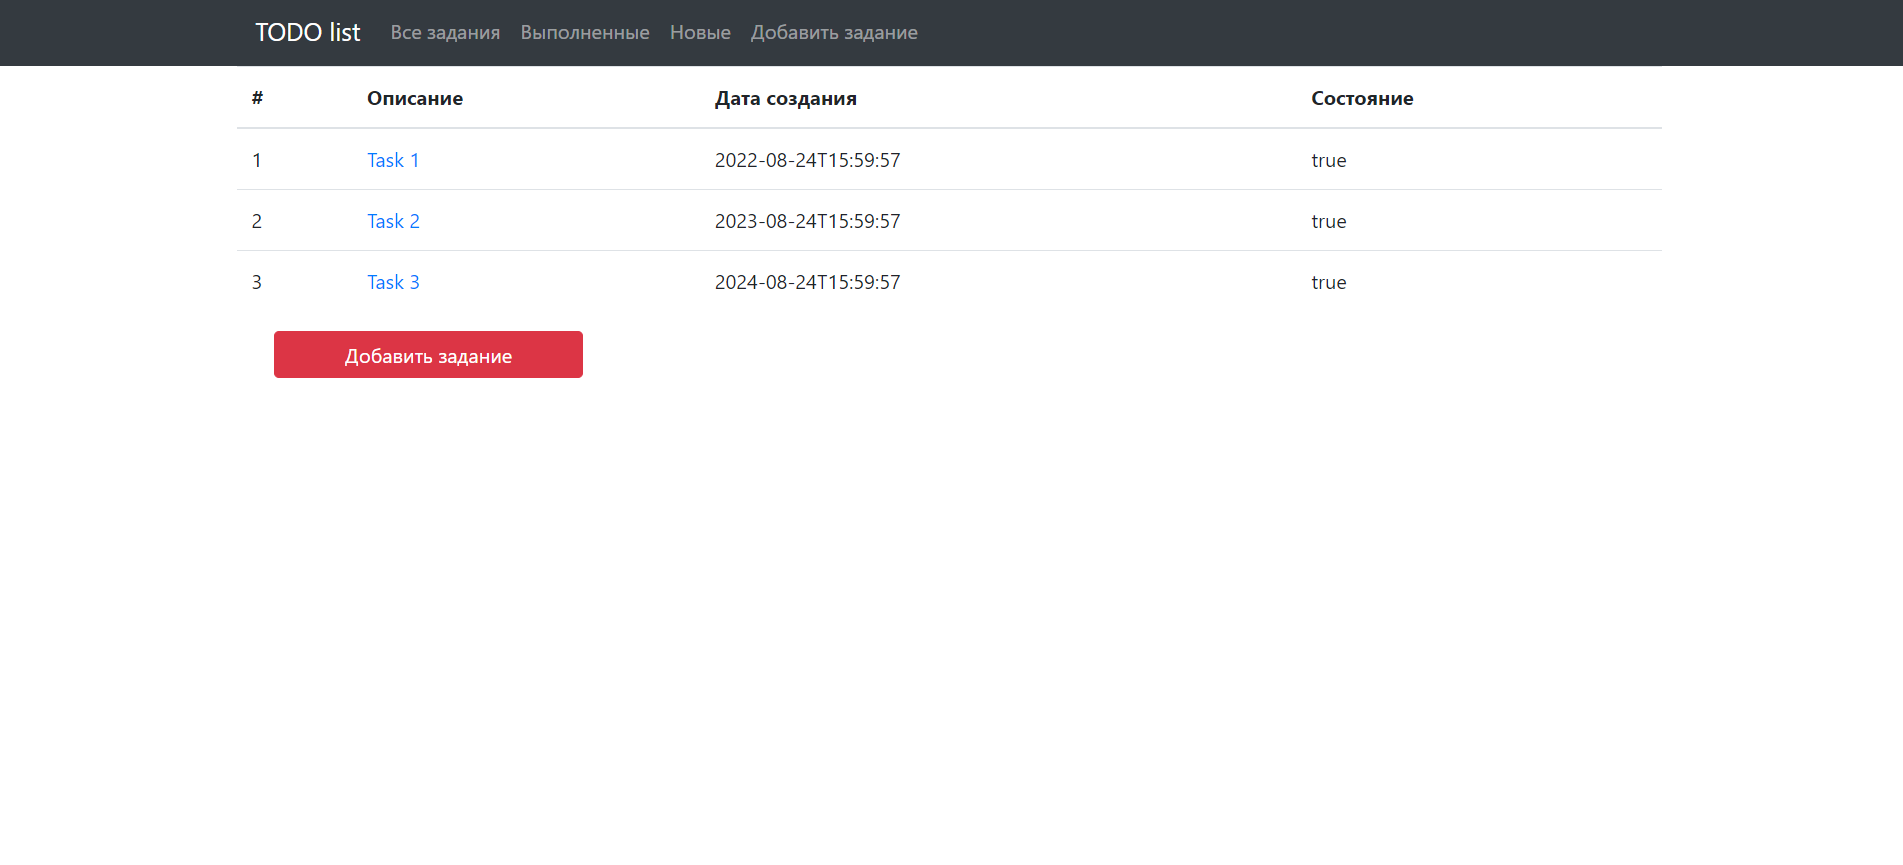 TODO list Все задания Выполненные Новые Добавить задание
# Описание Дата создания Состояние
1 Task 1 2022-08-24T15:59:57 true
2 Task 2 2023-08-24T15:59:57 true
3 Task 3 2024-08-24T15:59:57 true
Добавить задание